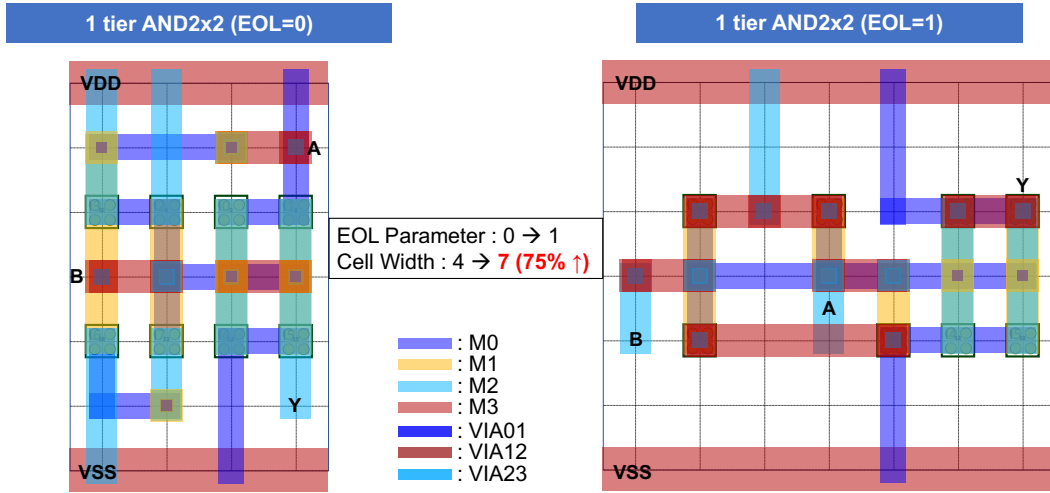 1 tier AND2x2 (EOL=0)
1 tier AND2x2 (EOL=1)
VDD
A
B
Y
VSS
EOL Parameter : 0 → 1
Cell Width : 4 → 7 (75% ↑)
: M0
: M1
: M2
: M3
: VIA01
: VIA12
: VIA23
VDD
Y
A
B
VSS